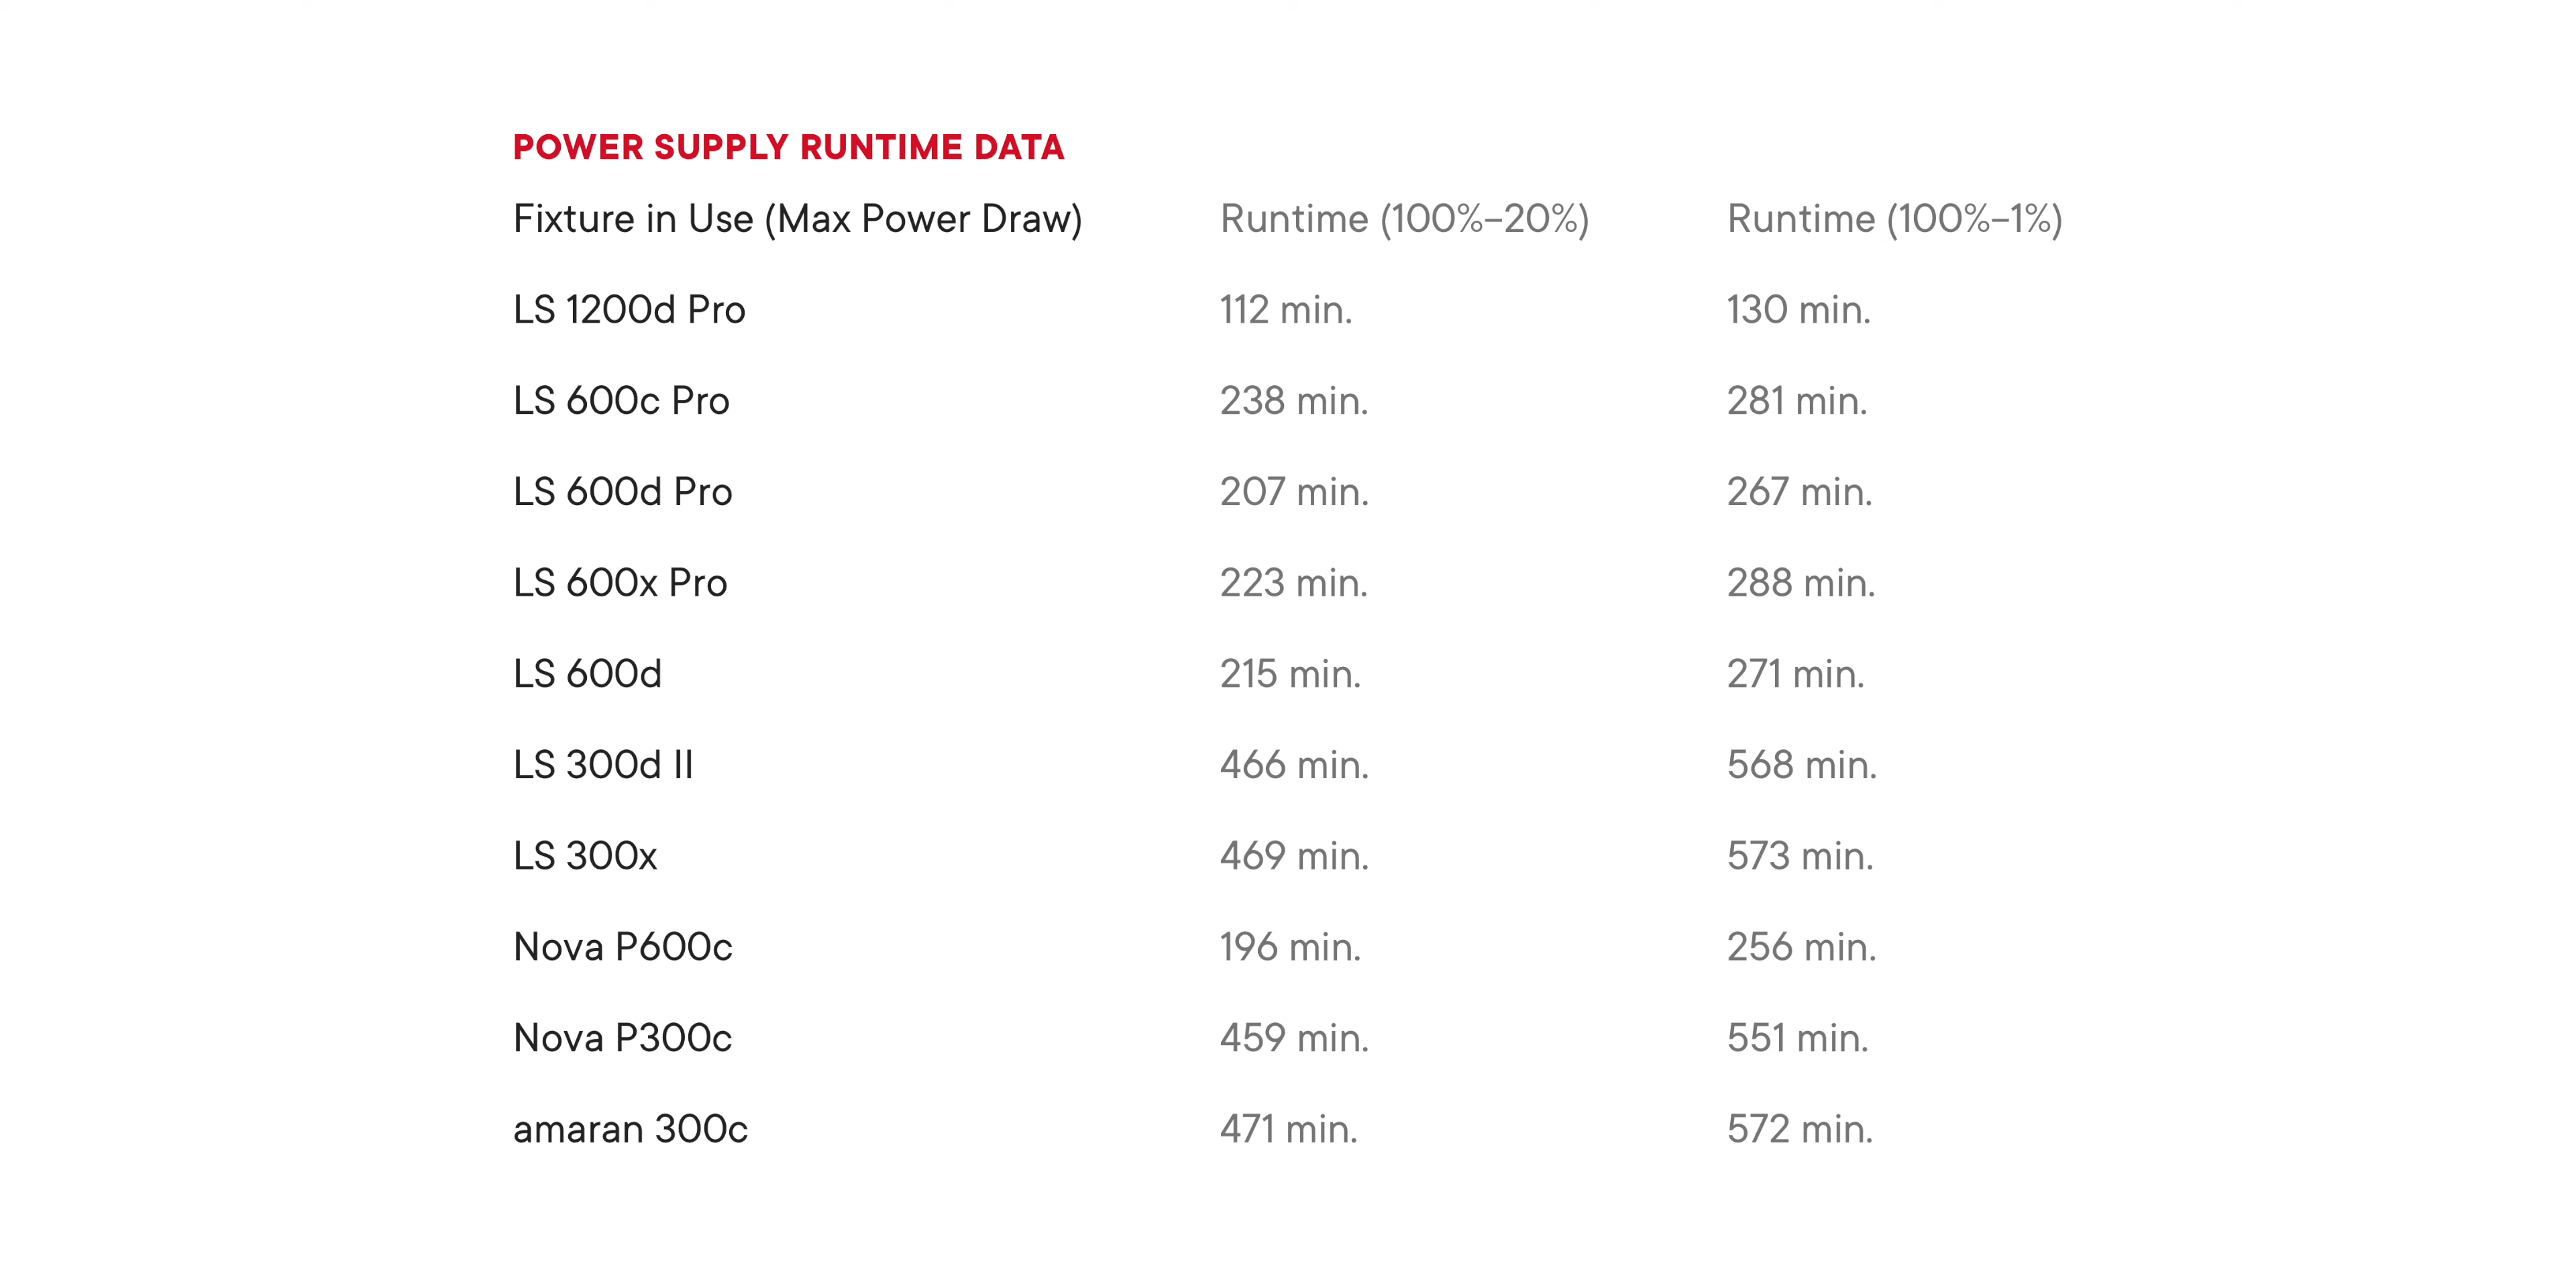 POWER SUPPLY RUNTIME DATA
Fixture in Use (Max Power Draw) Runtime (100%–20%) Runtime (100%–1%)
LS 1200d Pro 112 min. 130 min.
LS 600c Pro 238 min. 281 min.
LS 600d Pro 207 min. 267 min.
LS 600x Pro 223 min. 288 min.
LS 600d 215 min. 271 min.
LS 300d II 466 min. 568 min.
LS 300x 469 min. 573 min.
Nova P600c 196 min. 256 min.
Nova P300c 459 min. 551 min.
amaran 300c 471 min. 572 min.